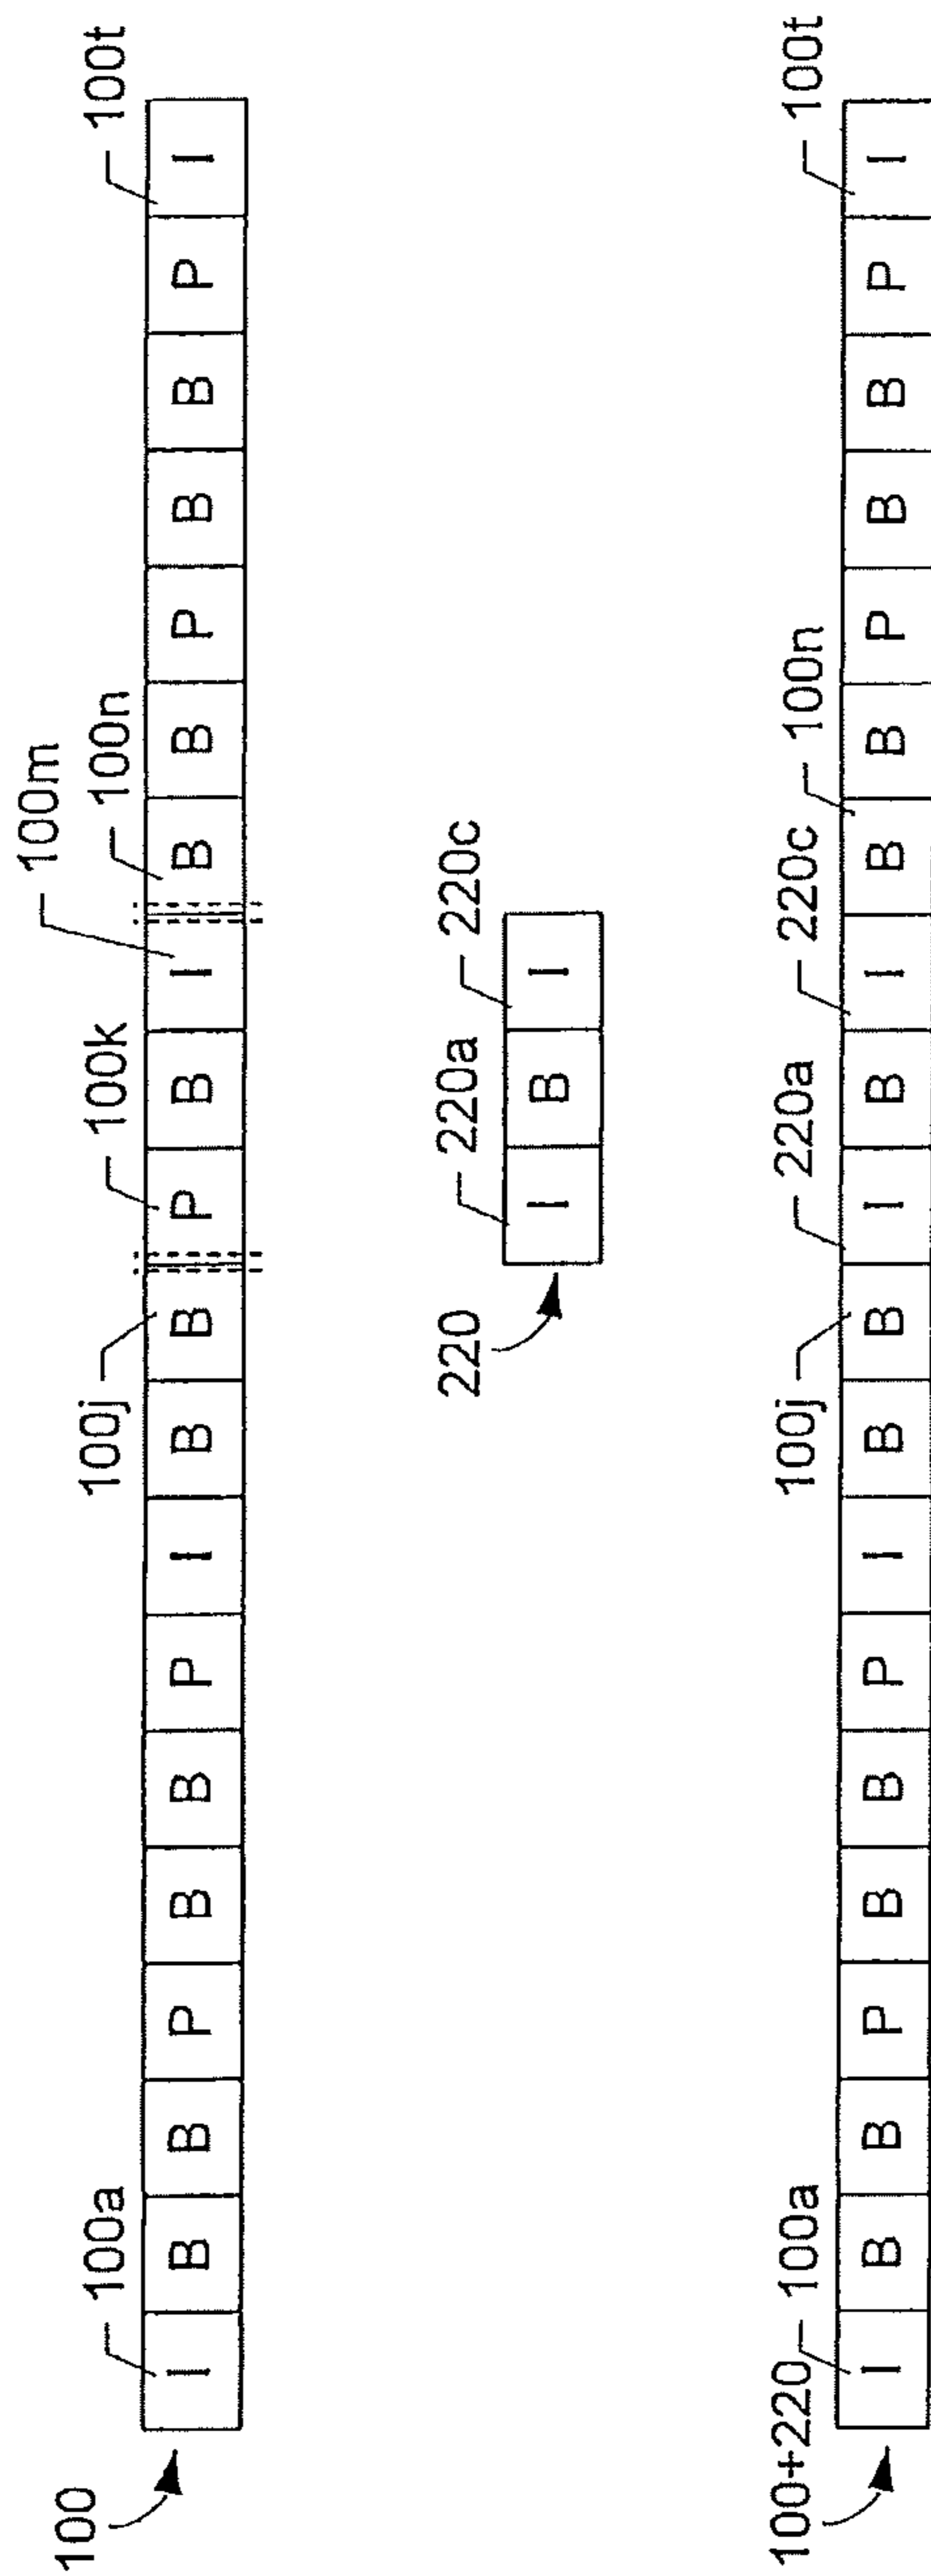 100m
100a 100j 100k 100n 100t
100
I B B P B B P I B B P B I B B P B B P I
220a 220c
220
I B I
100+220 100a 100j 220a 220c 100n 100t
I B B P B B P I B B I B I B B P B B P I